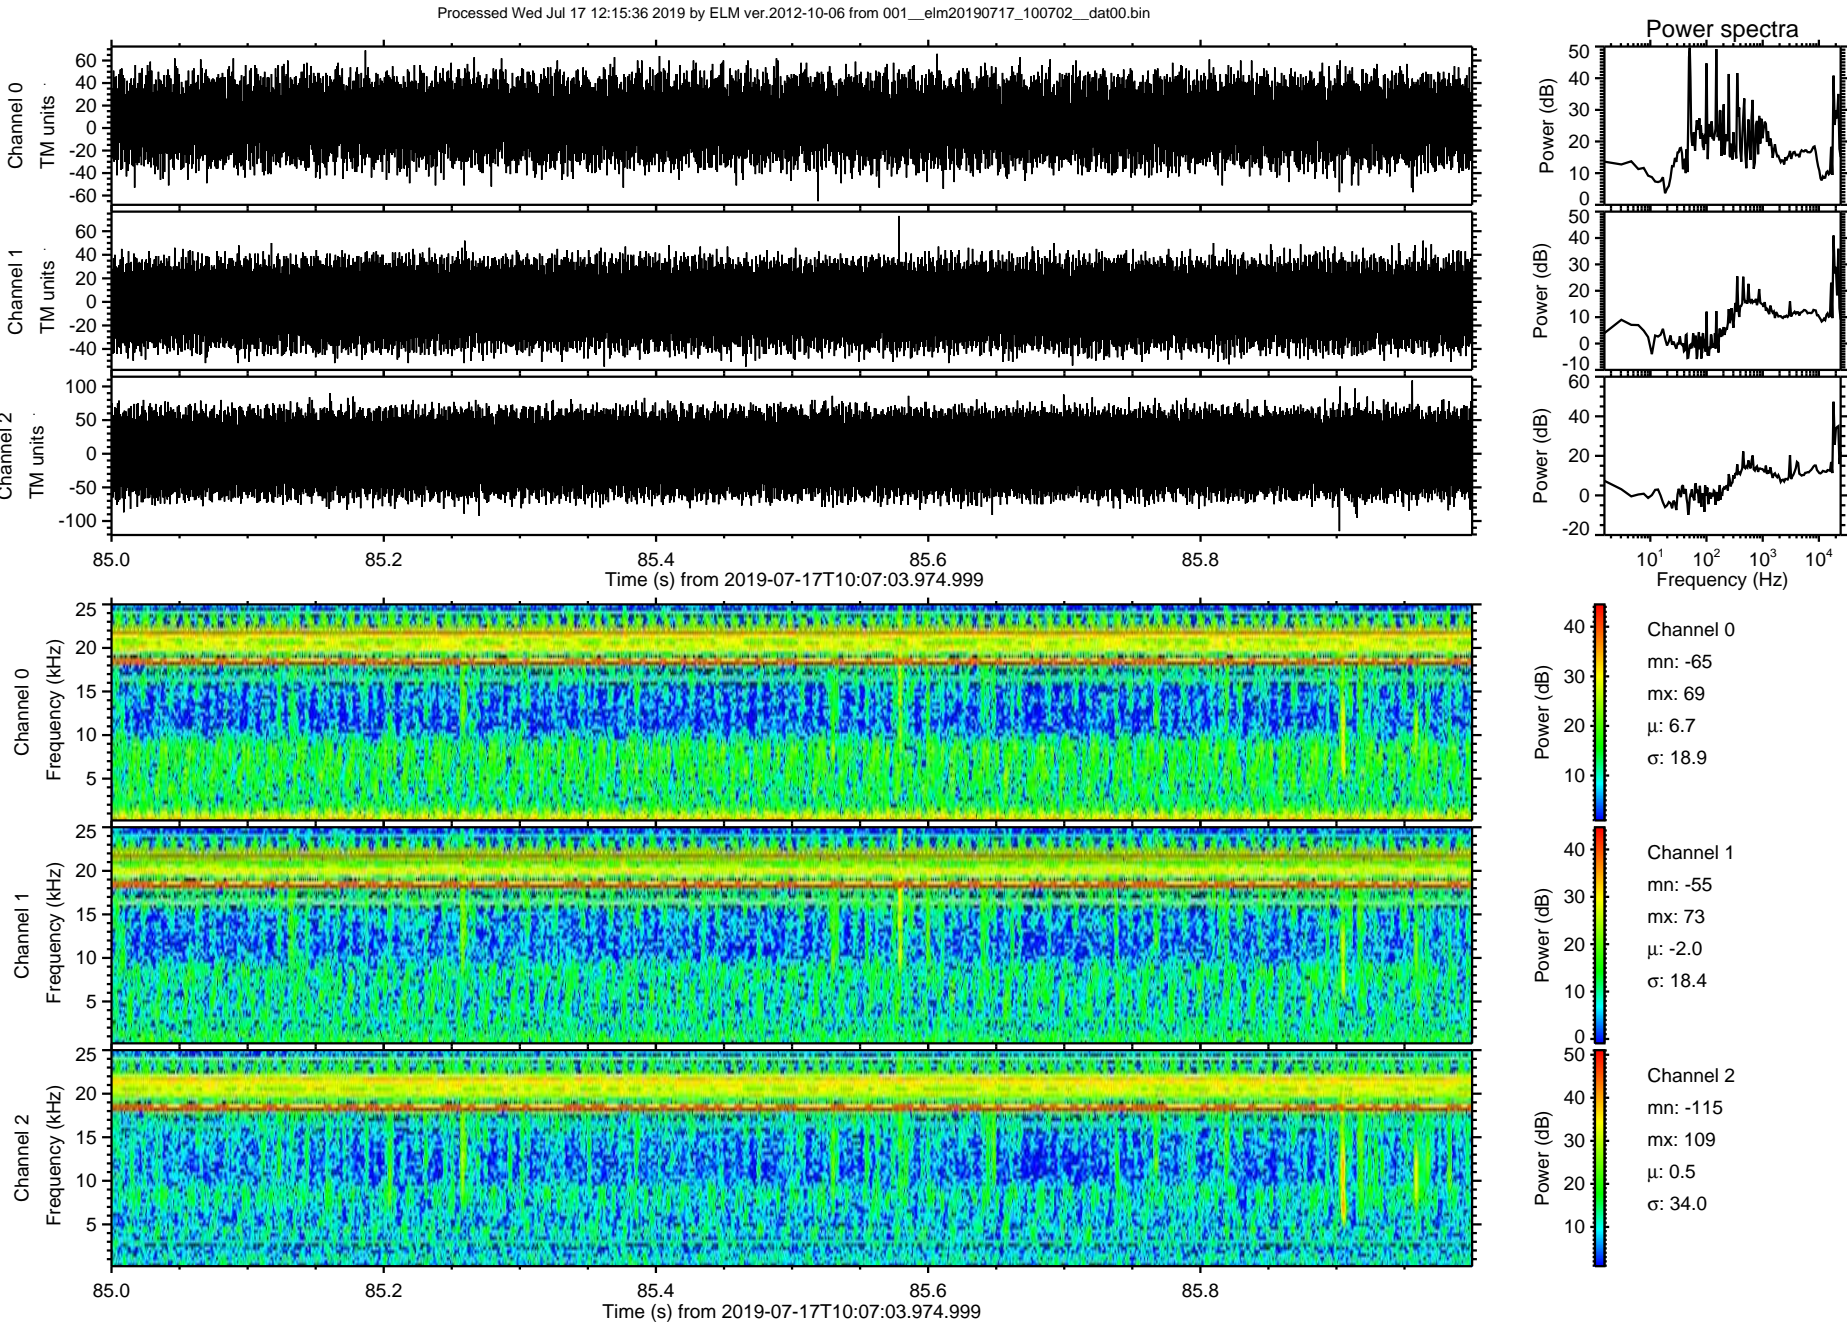 Processed Wed Jul 17 12:15:36 2019 by ELM ver.2012-10-06 from 001__elm20190717_100702__dat00.bin
Power spectra
Channel 0
TM units
60
40
20
0
-20
-40
-60
Power (dB)
50
40
30
20
10
0
Channel 1
TM units
60
40
20
0
-20
-40
Power (dB)
50
40
30
20
10
0
-10
Channel 2
TM units
100
50
0
-50
-100
Power (dB)
60
40
20
0
-20
85.0 85.2 85.4 85.6 85.8
Time (s) from 2019-07-17T10:07:03.974.999
10^1 10^2 10^3 10^4
Frequency (Hz)
Channel 0
Frequency (kHz)
25
20
15
10
5
Power (dB)
40
30
20
10
Channel 0
mn: -65
mx: 69
μ: 6.7
σ: 18.9
Channel 1
Frequency (kHz)
25
20
15
10
5
Power (dB)
40
30
20
10
0
Channel 1
mn: -55
mx: 73
μ: -2.0
σ: 18.4
Channel 2
Frequency (kHz)
25
20
15
10
5
Power (dB)
50
40
30
20
10
Channel 2
mn: -115
mx: 109
μ: 0.5
σ: 34.0
85.0 85.2 85.4 85.6 85.8
Time (s) from 2019-07-17T10:07:03.974.999